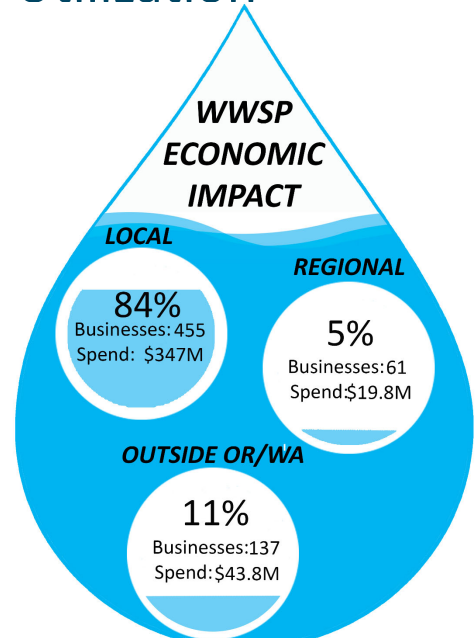 WWSP
ECONOMIC
IMPACT
LOCAL
84%
Businesses: 455
Spend: $347M
REGIONAL
5%
Businesses:61
Spend:$19.8M
OUTSIDE OR/WA
11%
Businesses:137
Spend:$43.8M